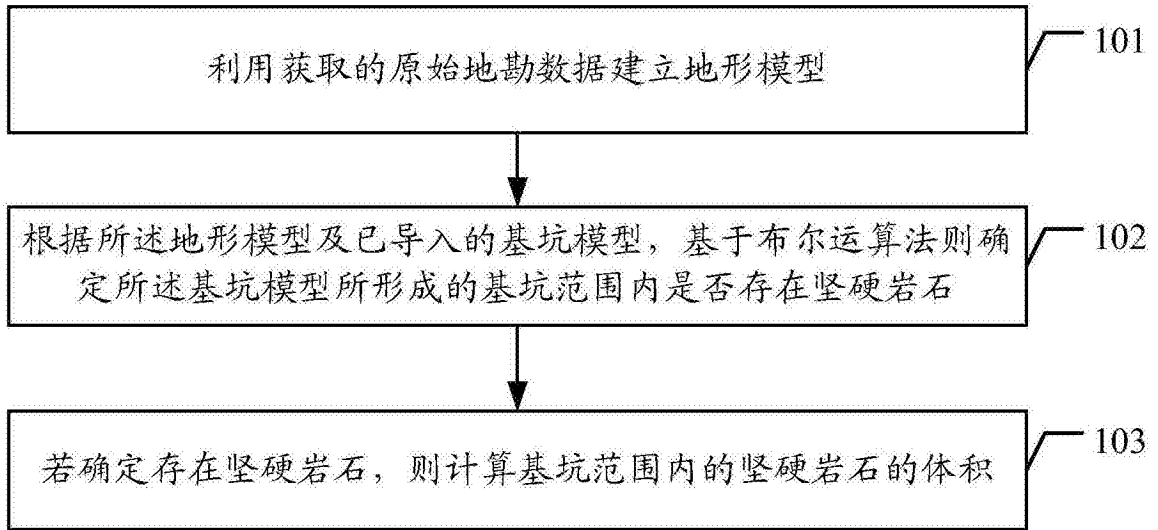 利用获取的原始地勘数据建立地形模型
101
根据所述地形模型及已导入的基坑模型，基于布尔运算法则确
定所述基坑模型所形成的基坑范围内是否存在坚硬岩石
102
若确定存在坚硬岩石，则计算基坑范围内的坚硬岩石的体积
103